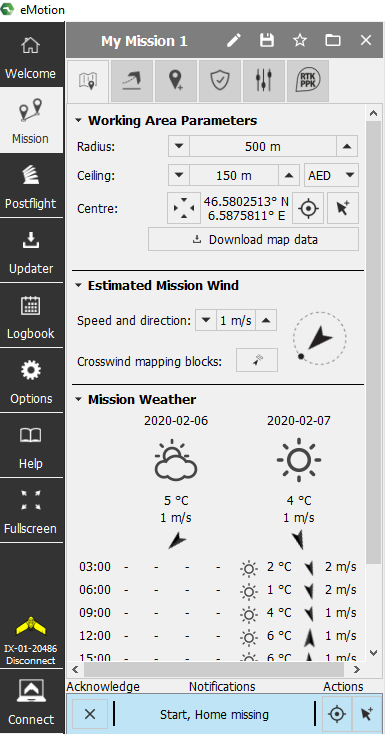 eMotion
Welcome
Mission
Postflight
Updater
Logbook
Options
Help
Fullscreen
IX-01-20486
Disconnect
Connect
My Mission 1
RTK
PPK
Working Area Parameters
Radius: 500 m
Ceiling: 150 m AED
Centre: 46.5802513° N
6.5875811° E
Download map data
Estimated Mission Wind
Speed and direction: 1 m/s
Crosswind mapping blocks:
Mission Weather
2020-02-06 2020-02-07
5 °C 4 °C
1 m/s 1 m/s
03:00 - - - - 2 °C 2 m/s
06:00 - - - - 1 °C 2 m/s
09:00 - - - - 4 °C 1 m/s
12:00 - - - - 6 °C 2 m/s
15:00 - - - - 6 °C 1 m/s
Acknowledge Notifications Actions
Start, Home missing